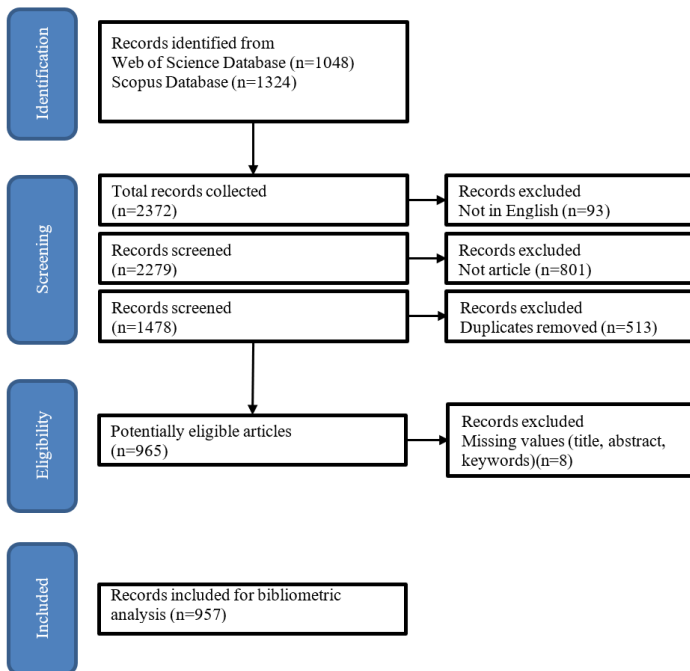 Identification
Records identified from
Web of Science Database (n=1048)
Scopus Database (n=1324)
Screening
Total records collected
(n=2372)
Records excluded
Not in English (n=93)
Records screened
(n=2279)
Records excluded
Not article (n=801)
Records screened
(n=1478)
Records excluded
Duplicates removed (n=513)
Eligibility
Potentially eligible articles
(n=965)
Records excluded
Missing values (title, abstract,
keywords)(n=8)
Included
Records included for bibliometric
analysis (n=957)